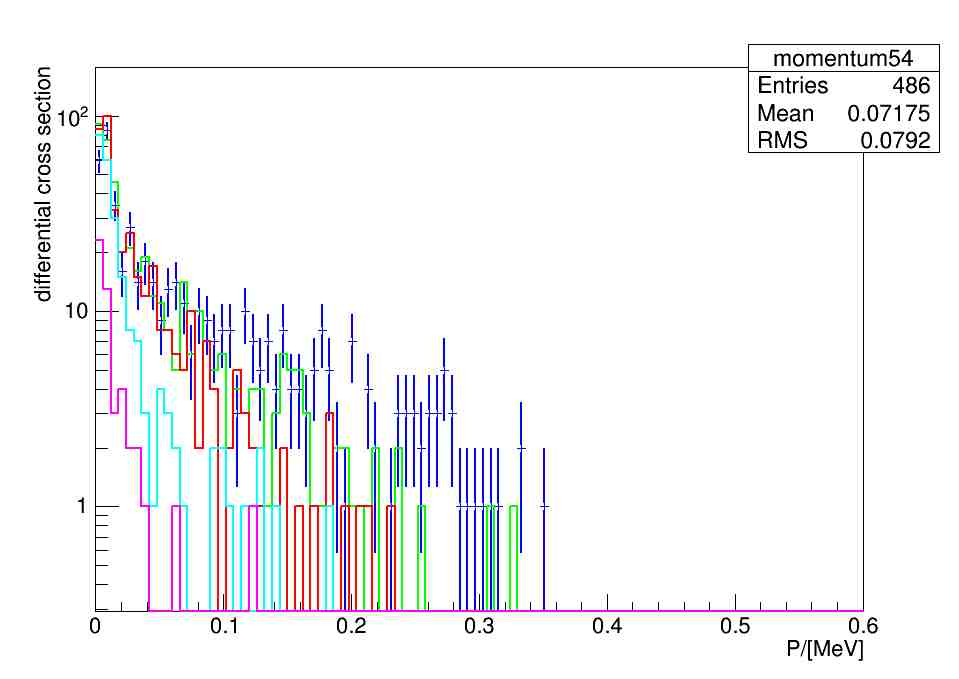 momentum54
Entries 486
Mean 0.07175
RMS 0.0792
differential cross section
10²
10
1
0 0.1 0.2 0.3 0.4 0.5 0.6
P/[MeV]